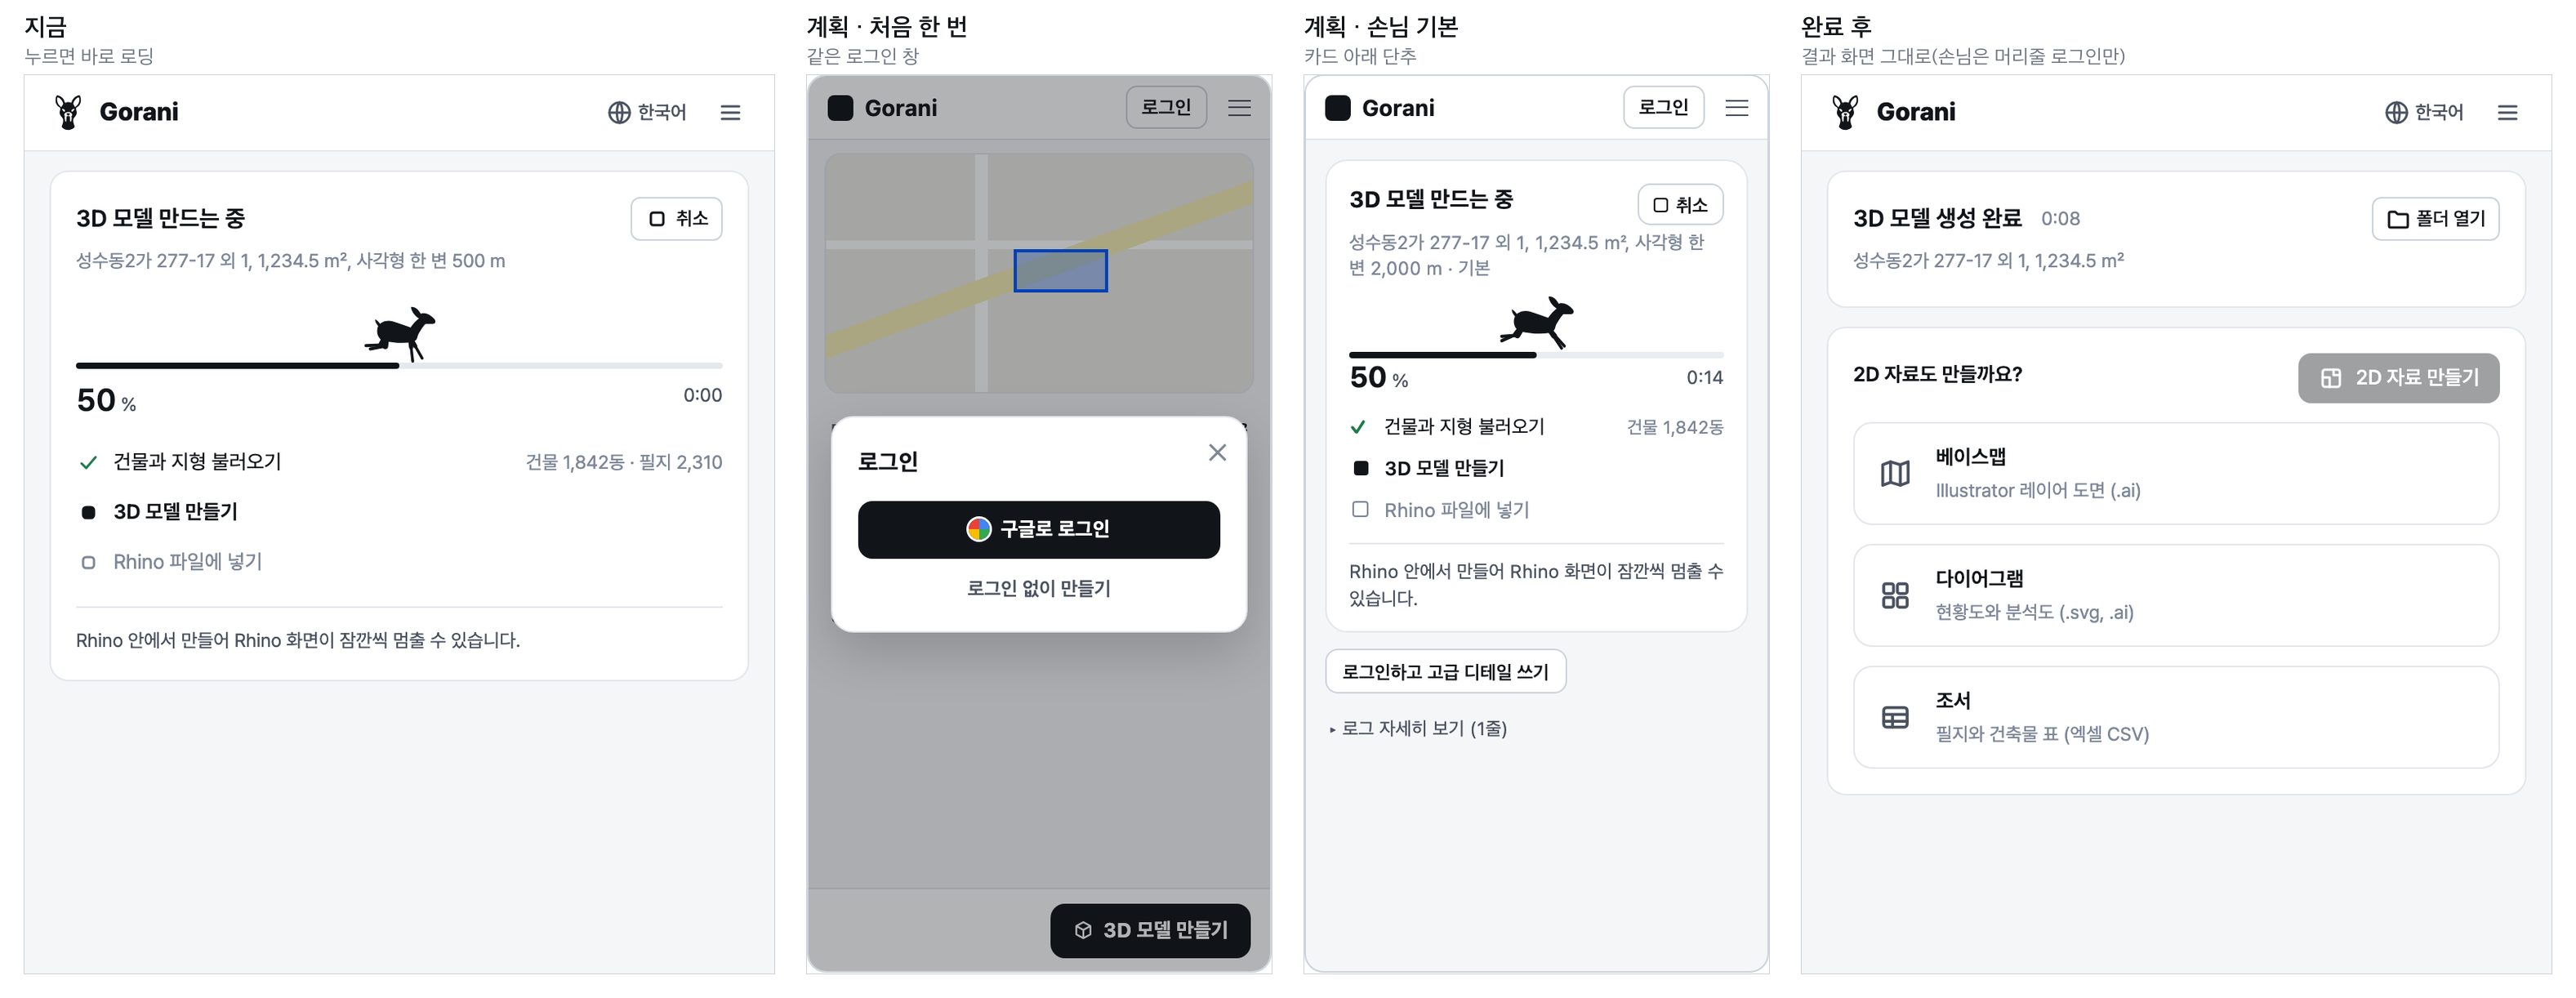 지금
누르면 바로 로딩
Gorani
한국어
3D 모델 만드는 중
취소
성수동2가 277-17 외 1, 1,234.5 m², 사각형 한 변 500 m
50 %
0:00
건물과 지형 불러오기
건물 1,842동 · 필지 2,310
3D 모델 만들기
Rhino 파일에 넣기
Rhino 안에서 만들어 Rhino 화면이 잠깐씩 멈출 수 있습니다.
계획 · 처음 한 번
같은 로그인 창
Gorani
로그인
로그인
구글로 로그인
로그인 없이 만들기
3D 모델 만들기
계획 · 손님 기본
카드 아래 단추
Gorani
로그인
3D 모델 만드는 중
취소
성수동2가 277-17 외 1, 1,234.5 m², 사각형 한
변 2,000 m · 기본
50 %
0:14
건물과 지형 불러오기
건물 1,842동
3D 모델 만들기
Rhino 파일에 넣기
Rhino 안에서 만들어 Rhino 화면이 잠깐씩 멈출 수
있습니다.
로그인하고 고급 디테일 쓰기
▸ 로그 자세히 보기 (1줄)
완료 후
결과 화면 그대로(손님은 머리줄 로그인만)
Gorani
한국어
3D 모델 생성 완료 0:08
폴더 열기
성수동2가 277-17 외 1, 1,234.5 m²
2D 자료도 만들까요?
2D 자료 만들기
베이스맵
Illustrator 레이어 도면 (.ai)
다이어그램
현황도와 분석도 (.svg, .ai)
조서
필지와 건축물 표 (엑셀 CSV)